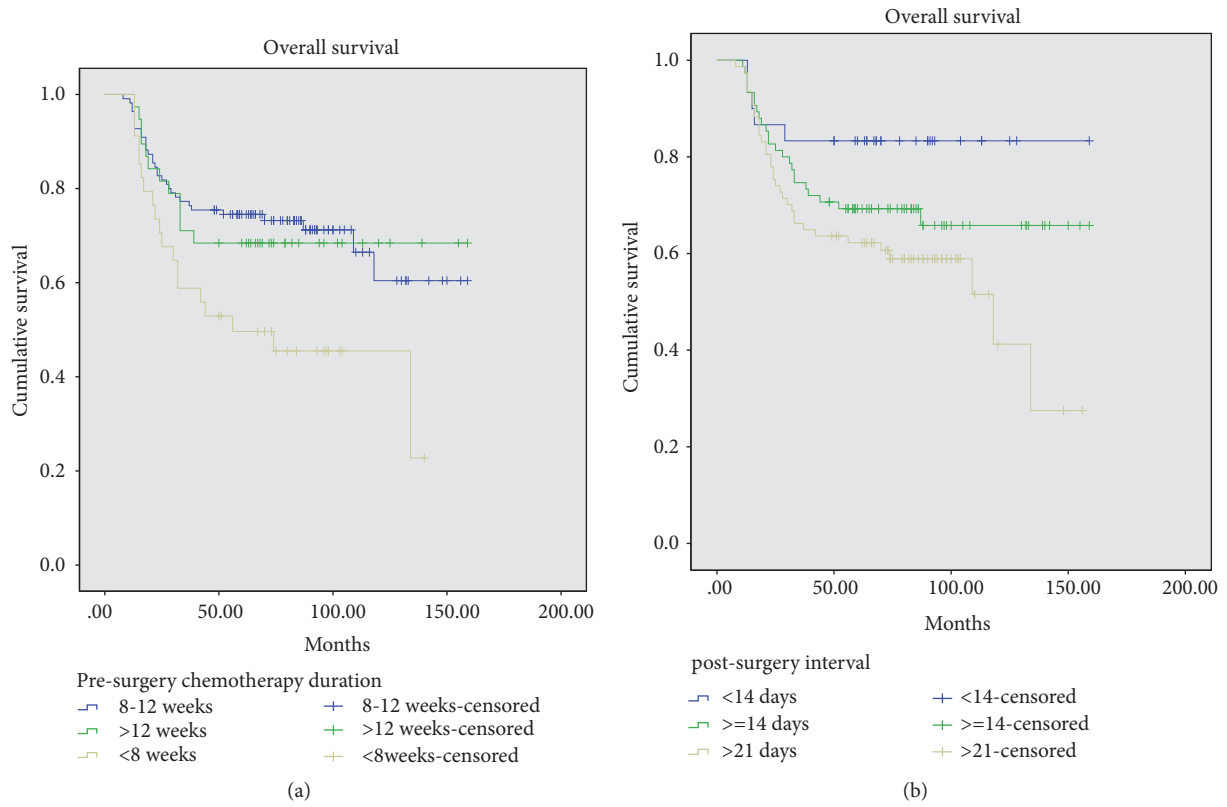 Overall survival
1.0
0.8
0.6
0.4
0.2
0.0
Cumulative survival
.00 50.00 100.00 150.00 200.00
Months
Pre-surgery chemotherapy duration
8-12 weeks 8-12 weeks-censored
>12 weeks >12 weeks-censored
<8 weeks <8weeks-censored
(a)
Overall survival
1.0
0.8
0.6
0.4
0.2
0.0
Cumulative survival
.00 50.00 100.00 150.00 200.00
Months
post-surgery interval
<14 days <14-censored
>=14 days >=14-censored
>21 days >21-censored
(b)